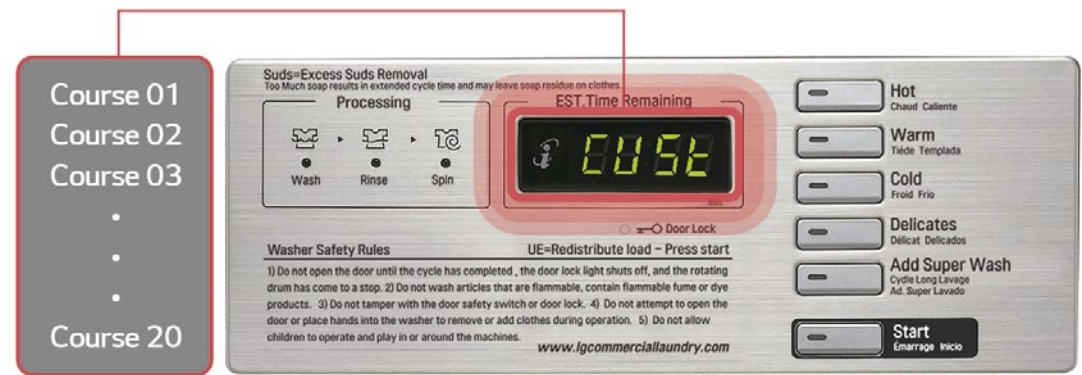 Course 01
Course 02
Course 03
Course 20
Suds=Excess Suds Removal
Too Much soap results in extended cycle time and may leave soap residue on clothes.
Processing
Wash
Rinse
Spin
EST.Time Remaining
CUSt
Min.
Door Lock
Washer Safety Rules
UE=Redistribute load – Press start
1) Do not open the door until the cycle has completed , the door lock light shuts off, and the rotating
drum has come to a stop. 2) Do not wash articles that are flammable, contain flammable fume or dye
products. 3) Do not tamper with the door safety switch or door lock. 4) Do not attempt to open the
door or place hands into the washer to remove or add clothes during operation. 5) Do not allow
children to operate and play in or around the machines.
www.lgcommerciallaundry.com
Hot
Chaud Caliente
Warm
Tiéde Templada
Cold
Froid Frío
Delicates
Délicat Delicados
Add Super Wash
Cydle Long Lavage
Ad. Super Lavado
Start
Émarrage Inicio